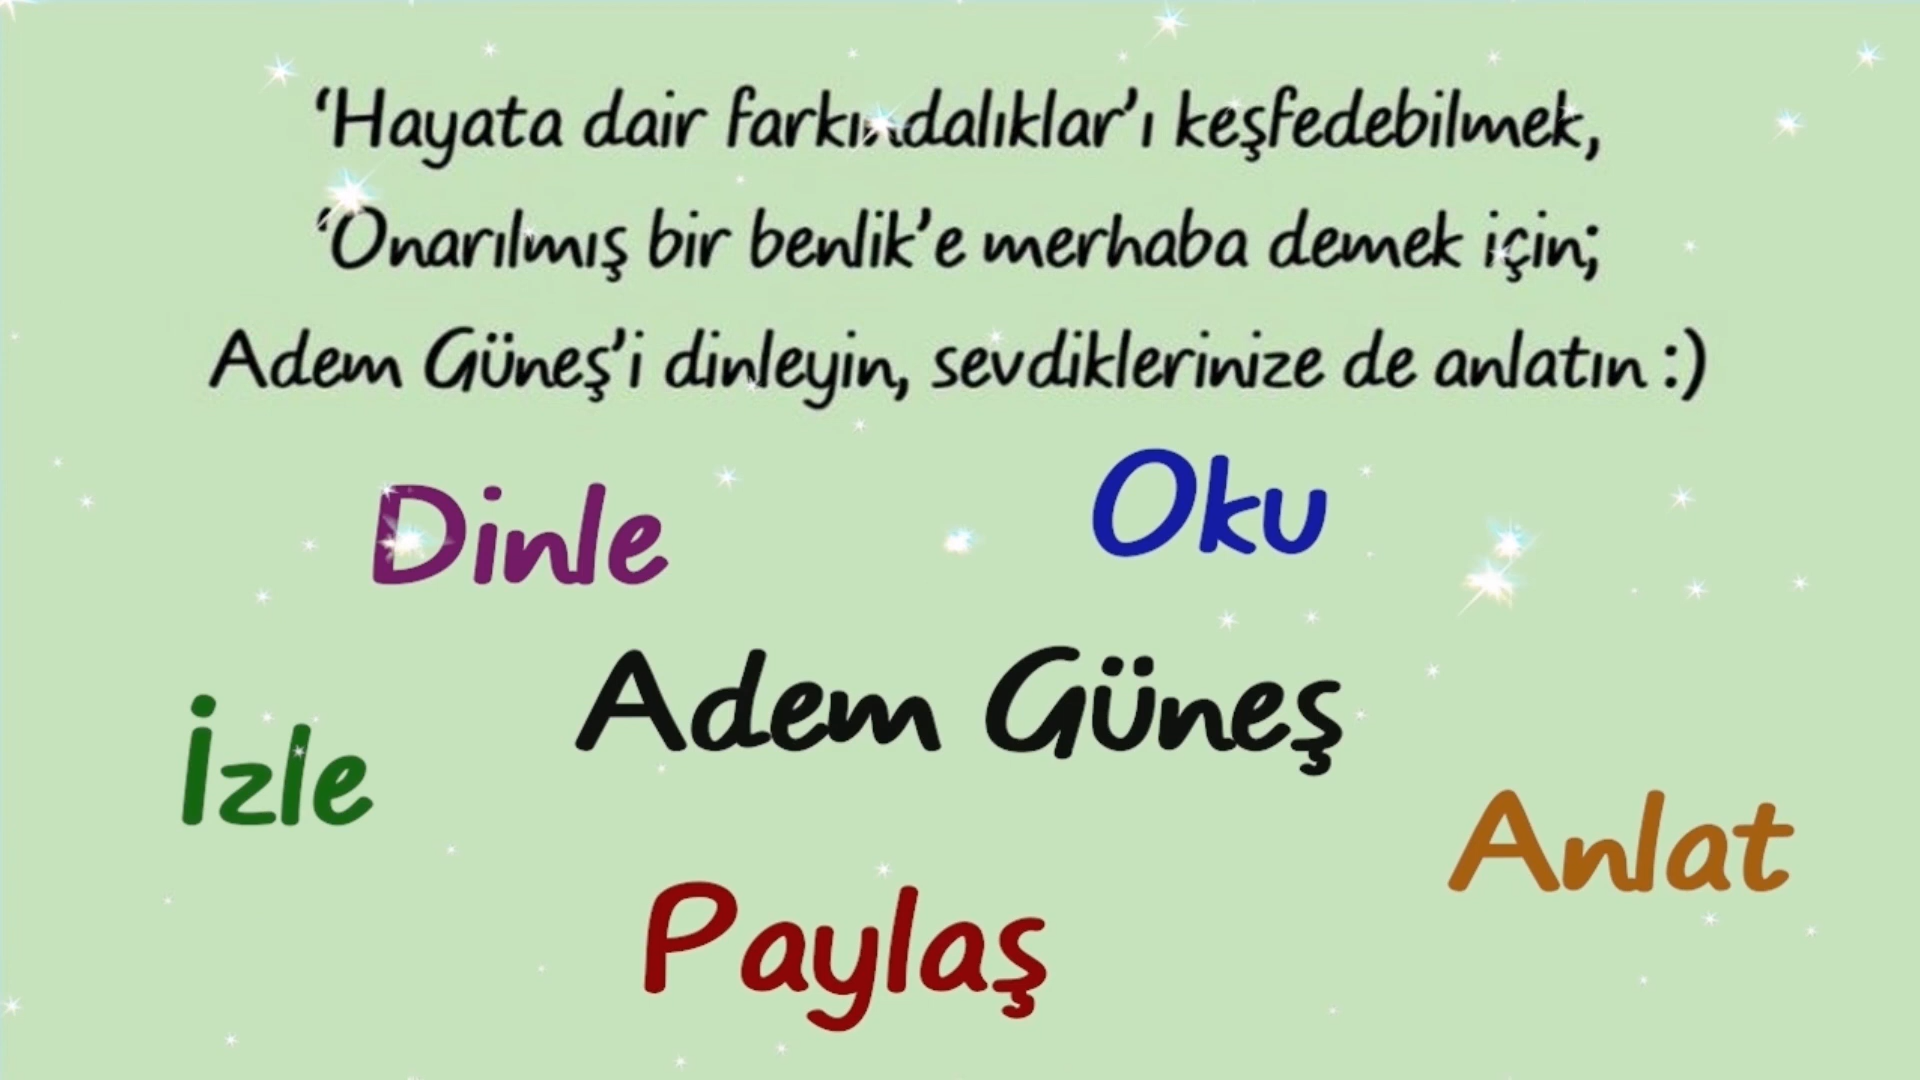 ‘Hayata dair farkındalıklar’ı keşfedebilmek,
‘Onarılmış bir benlik’e merhaba demek için;
Adem Güneş’i dinleyin, sevdiklerinize de anlatın :)
Dinle
Oku
Adem Güneş
İzle
Anlat
Paylaş